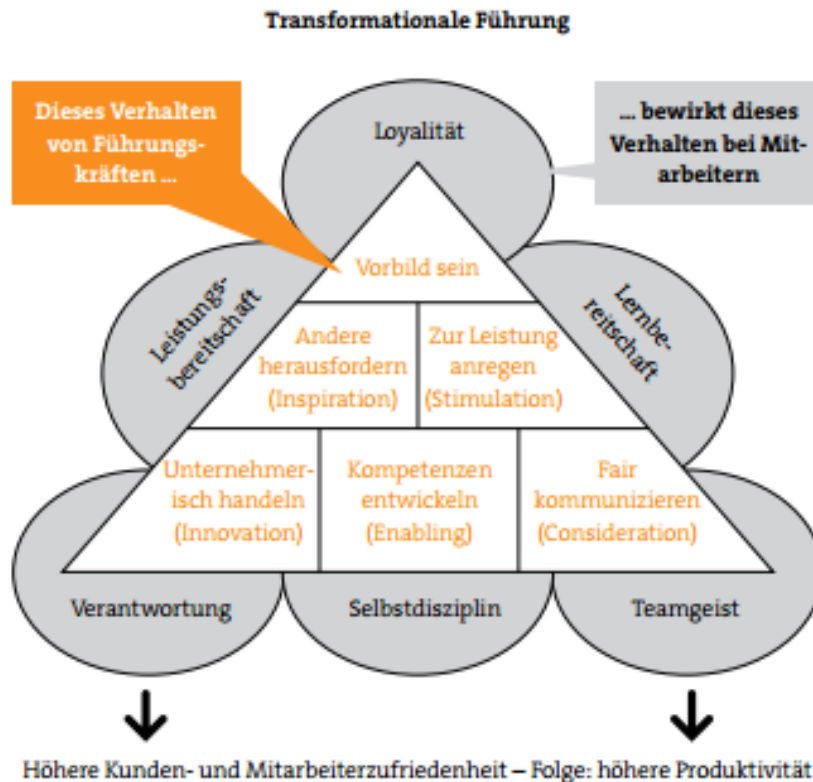 Transformationale Führung
Dieses Verhalten
von Führungs-
kräften ...
Loyalität
... bewirkt dieses
Verhalten bei Mit-
arbeitern
Vorbild sein
Leistungs-
bereitschaft
Lernbe-
reitschaft
Andere
herausfordern
(Inspiration)
Zur Leistung
anregen
(Stimulation)
Unternehmer-
isch handeln
(Innovation)
Kompetenzen
entwickeln
(Enabling)
Fair
kommunizieren
(Consideration)
Verantwortung
Selbstdisziplin
Teamgeist
Höhere Kunden- und Mitarbeiterzufriedenheit – Folge: höhere Produktivität